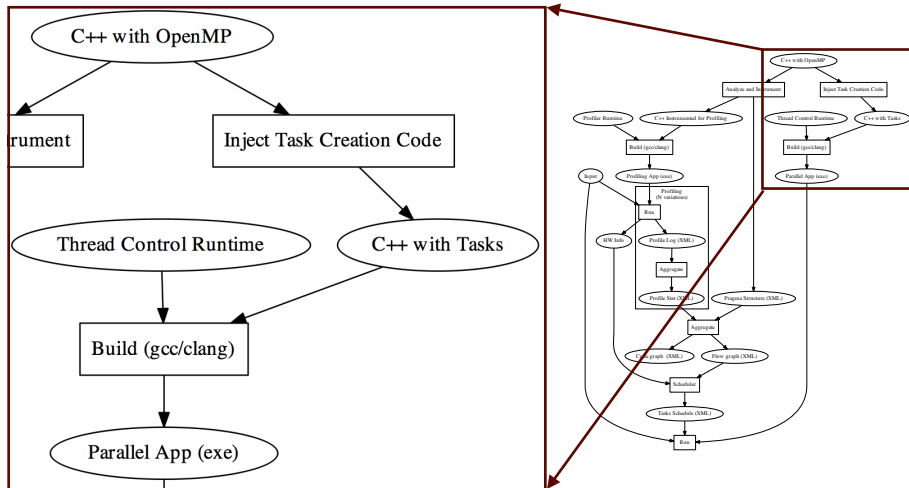 C++ with OpenMP
rument
Inject Task Creation Code
Thread Control Runtime
C++ with Tasks
Build (gcc/clang)
Parallel App (exe)
C++ with OpenMP
Analyze and Instrument
Inject Task Creation Code
Profiler Runtime
C++ Instrumented for Profiling
Thread Control Runtime
C++ with Tasks
Build (gcc/clang)
Build (gcc/clang)
Input
Profiling App (exe)
Parallel App (exe)
Profiling
(N variations)
Run
HW Info
Profile Log (XML)
Aggregate
Profile Stat (XML)
Pragma Structure (XML)
Aggregate
graph (XML)
Flow graph (XML)
Scheduler
Tasks Schedule (XML)
Run